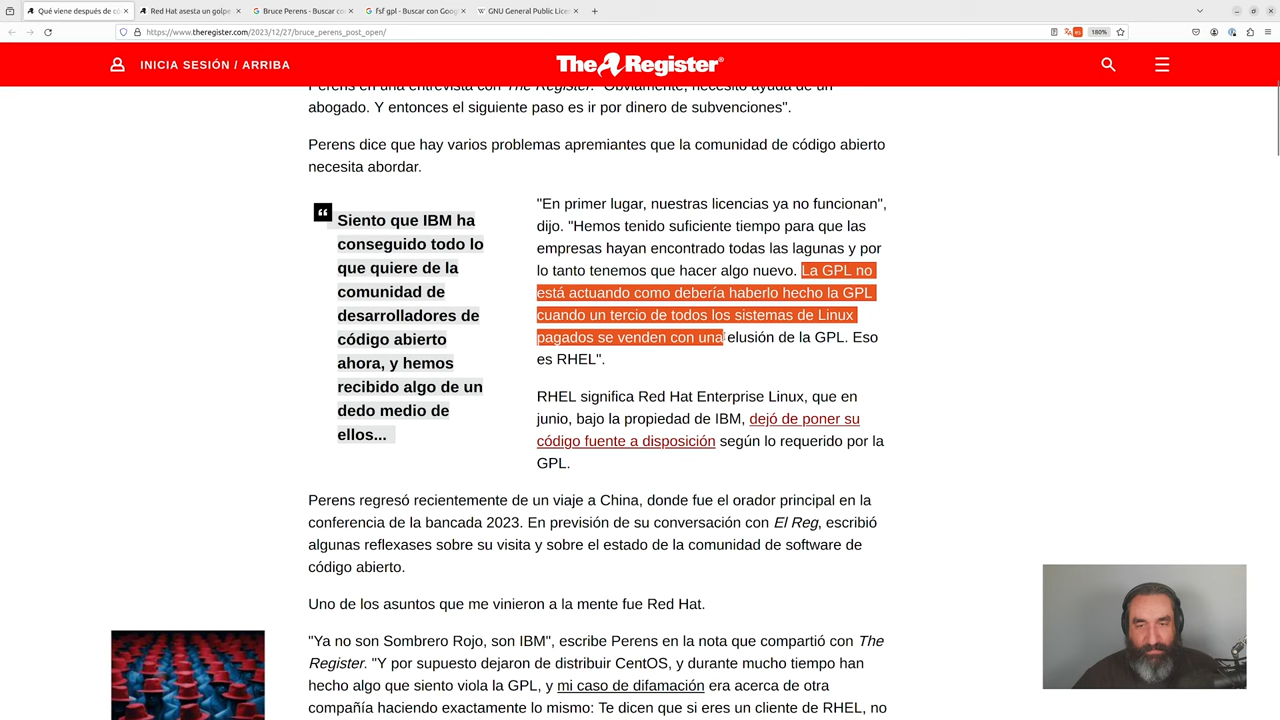 Qué viene después de có
Red Hat asesta un golpe
Bruce Perens - Buscar co
fsf gpl - Buscar con Goog
GNU General Public Lice
https://www.theregister.com/2023/12/27/bruce_perens_post_open/
180%
INICIA SESIÓN / ARRIBA
The Register®
Perens en una entrevista con The Register. "Obviamente, necesito ayuda de un
abogado. Y entonces el siguiente paso es ir por dinero de subvenciones".
Perens dice que hay varios problemas apremiantes que la comunidad de código abierto
necesita abordar.
Siento que IBM ha
conseguido todo lo
que quiere de la
comunidad de
desarrolladores de
código abierto
ahora, y hemos
recibido algo de un
dedo medio de
ellos...
"En primer lugar, nuestras licencias ya no funcionan",
dijo. "Hemos tenido suficiente tiempo para que las
empresas hayan encontrado todas las lagunas y por
lo tanto tenemos que hacer algo nuevo. La GPL no
está actuando como debería haberlo hecho la GPL
cuando un tercio de todos los sistemas de Linux
pagados se venden con una elusión de la GPL. Eso
es RHEL".
RHEL significa Red Hat Enterprise Linux, que en
junio, bajo la propiedad de IBM, dejó de poner su
código fuente a disposición según lo requerido por la
GPL.
Perens regresó recientemente de un viaje a China, donde fue el orador principal en la
conferencia de la bancada 2023. En previsión de su conversación con El Reg, escribió
algunas reflexases sobre su visita y sobre el estado de la comunidad de software de
código abierto.
Uno de los asuntos que me vinieron a la mente fue Red Hat.
"Ya no son Sombrero Rojo, son IBM", escribe Perens en la nota que compartió con The
Register. "Y por supuesto dejaron de distribuir CentOS, y durante mucho tiempo han
hecho algo que siento viola la GPL, y mi caso de difamación era acerca de otra
compañía haciendo exactamente lo mismo: Te dicen que si eres un cliente de RHEL, no